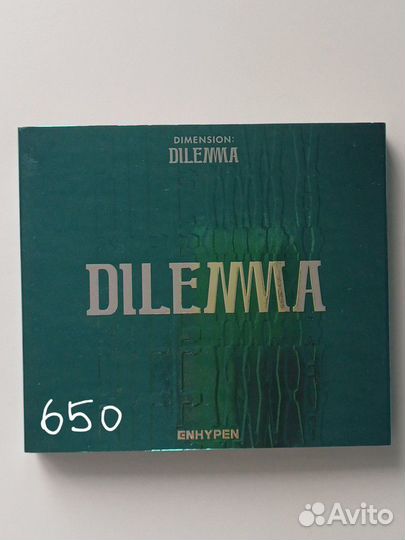 DIMENSION:
DILEMMA
DILEMMA
650
ENHYPEN
Avito